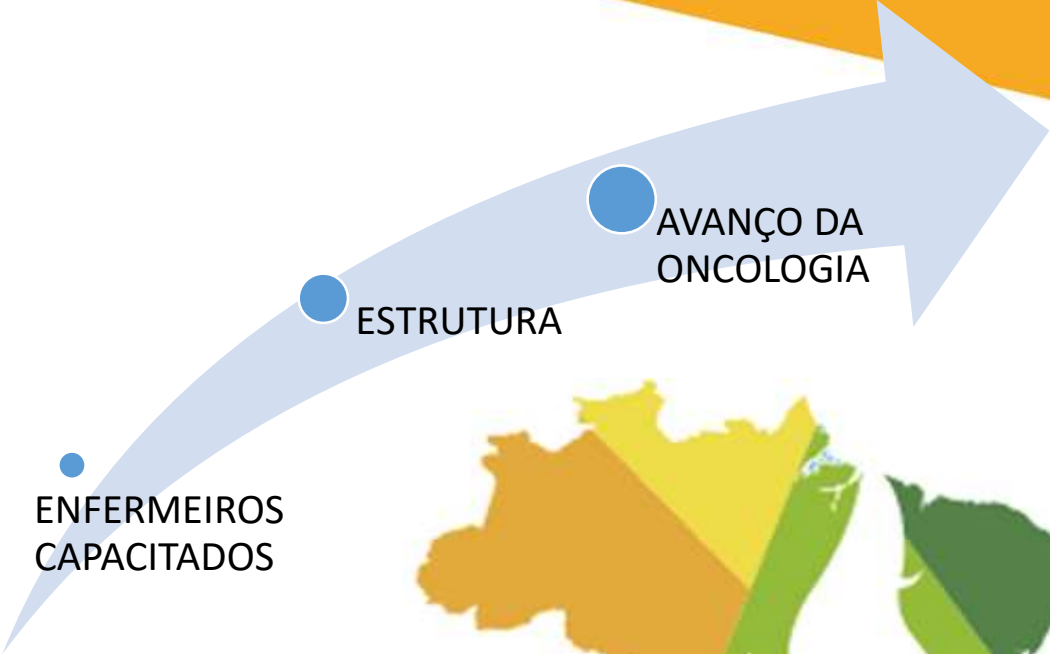 AVANÇO DA
ONCOLOGIA
ESTRUTURA
ENFERMEIROS
CAPACITADOS